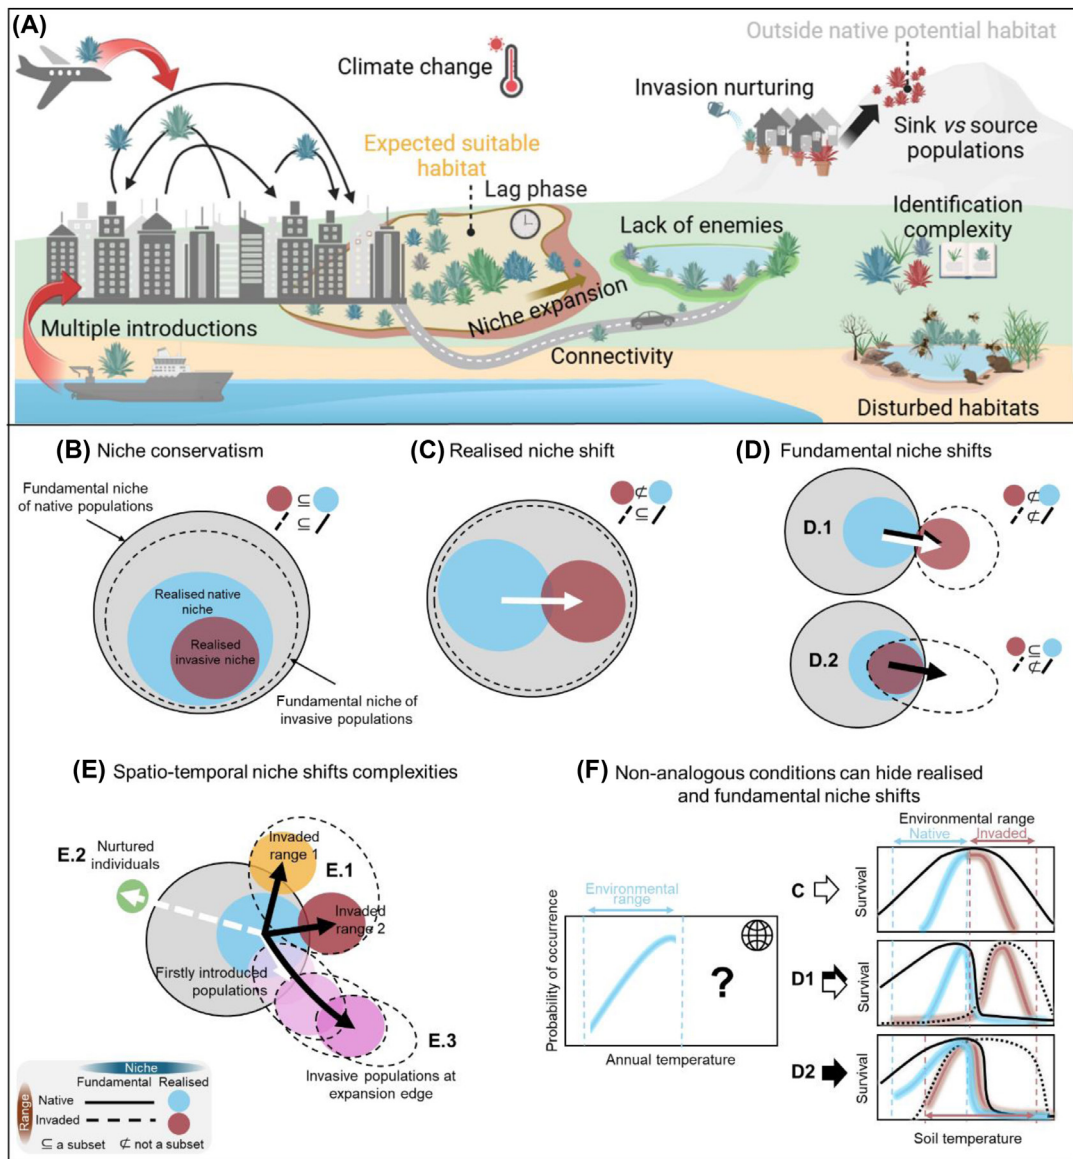 (A)
Outside native potential habitat
Climate change
Invasion nurturing
Sink vs source
populations
Expected suitable
habitat
Lag phase
Identification
complexity
Lack of enemies
Niche expansion
Multiple introductions
Connectivity
Disturbed habitats
(B) Niche conservatism
Fundamental niche
of native populations
⊆
⊆
Realised native
niche
Realised
invasive niche
Fundamental niche of
invasive populations
(C) Realised niche shift
⊄
⊆
(D) Fundamental niche shifts
D.1
⊄
⊄
D.2
⊆
⊄
(E) Spatio-temporal niche shifts complexities
E.2 Nurtured
individuals
Invaded
range 1
E.1
Invaded
range 2
Firstly introduced
populations
E.3
Invasive populations at
expansion edge
Niche
Fundamental Realised
Range
Native
Invaded
⊆ a subset ⊄ not a subset
(F) Non-analogous conditions can hide realised
and fundamental niche shifts
Probability of occurrence
Environmental
range
?
Annual temperature
Environmental range
Native Invaded
C
Survival
D1
Survival
D2
Survival
Soil temperature